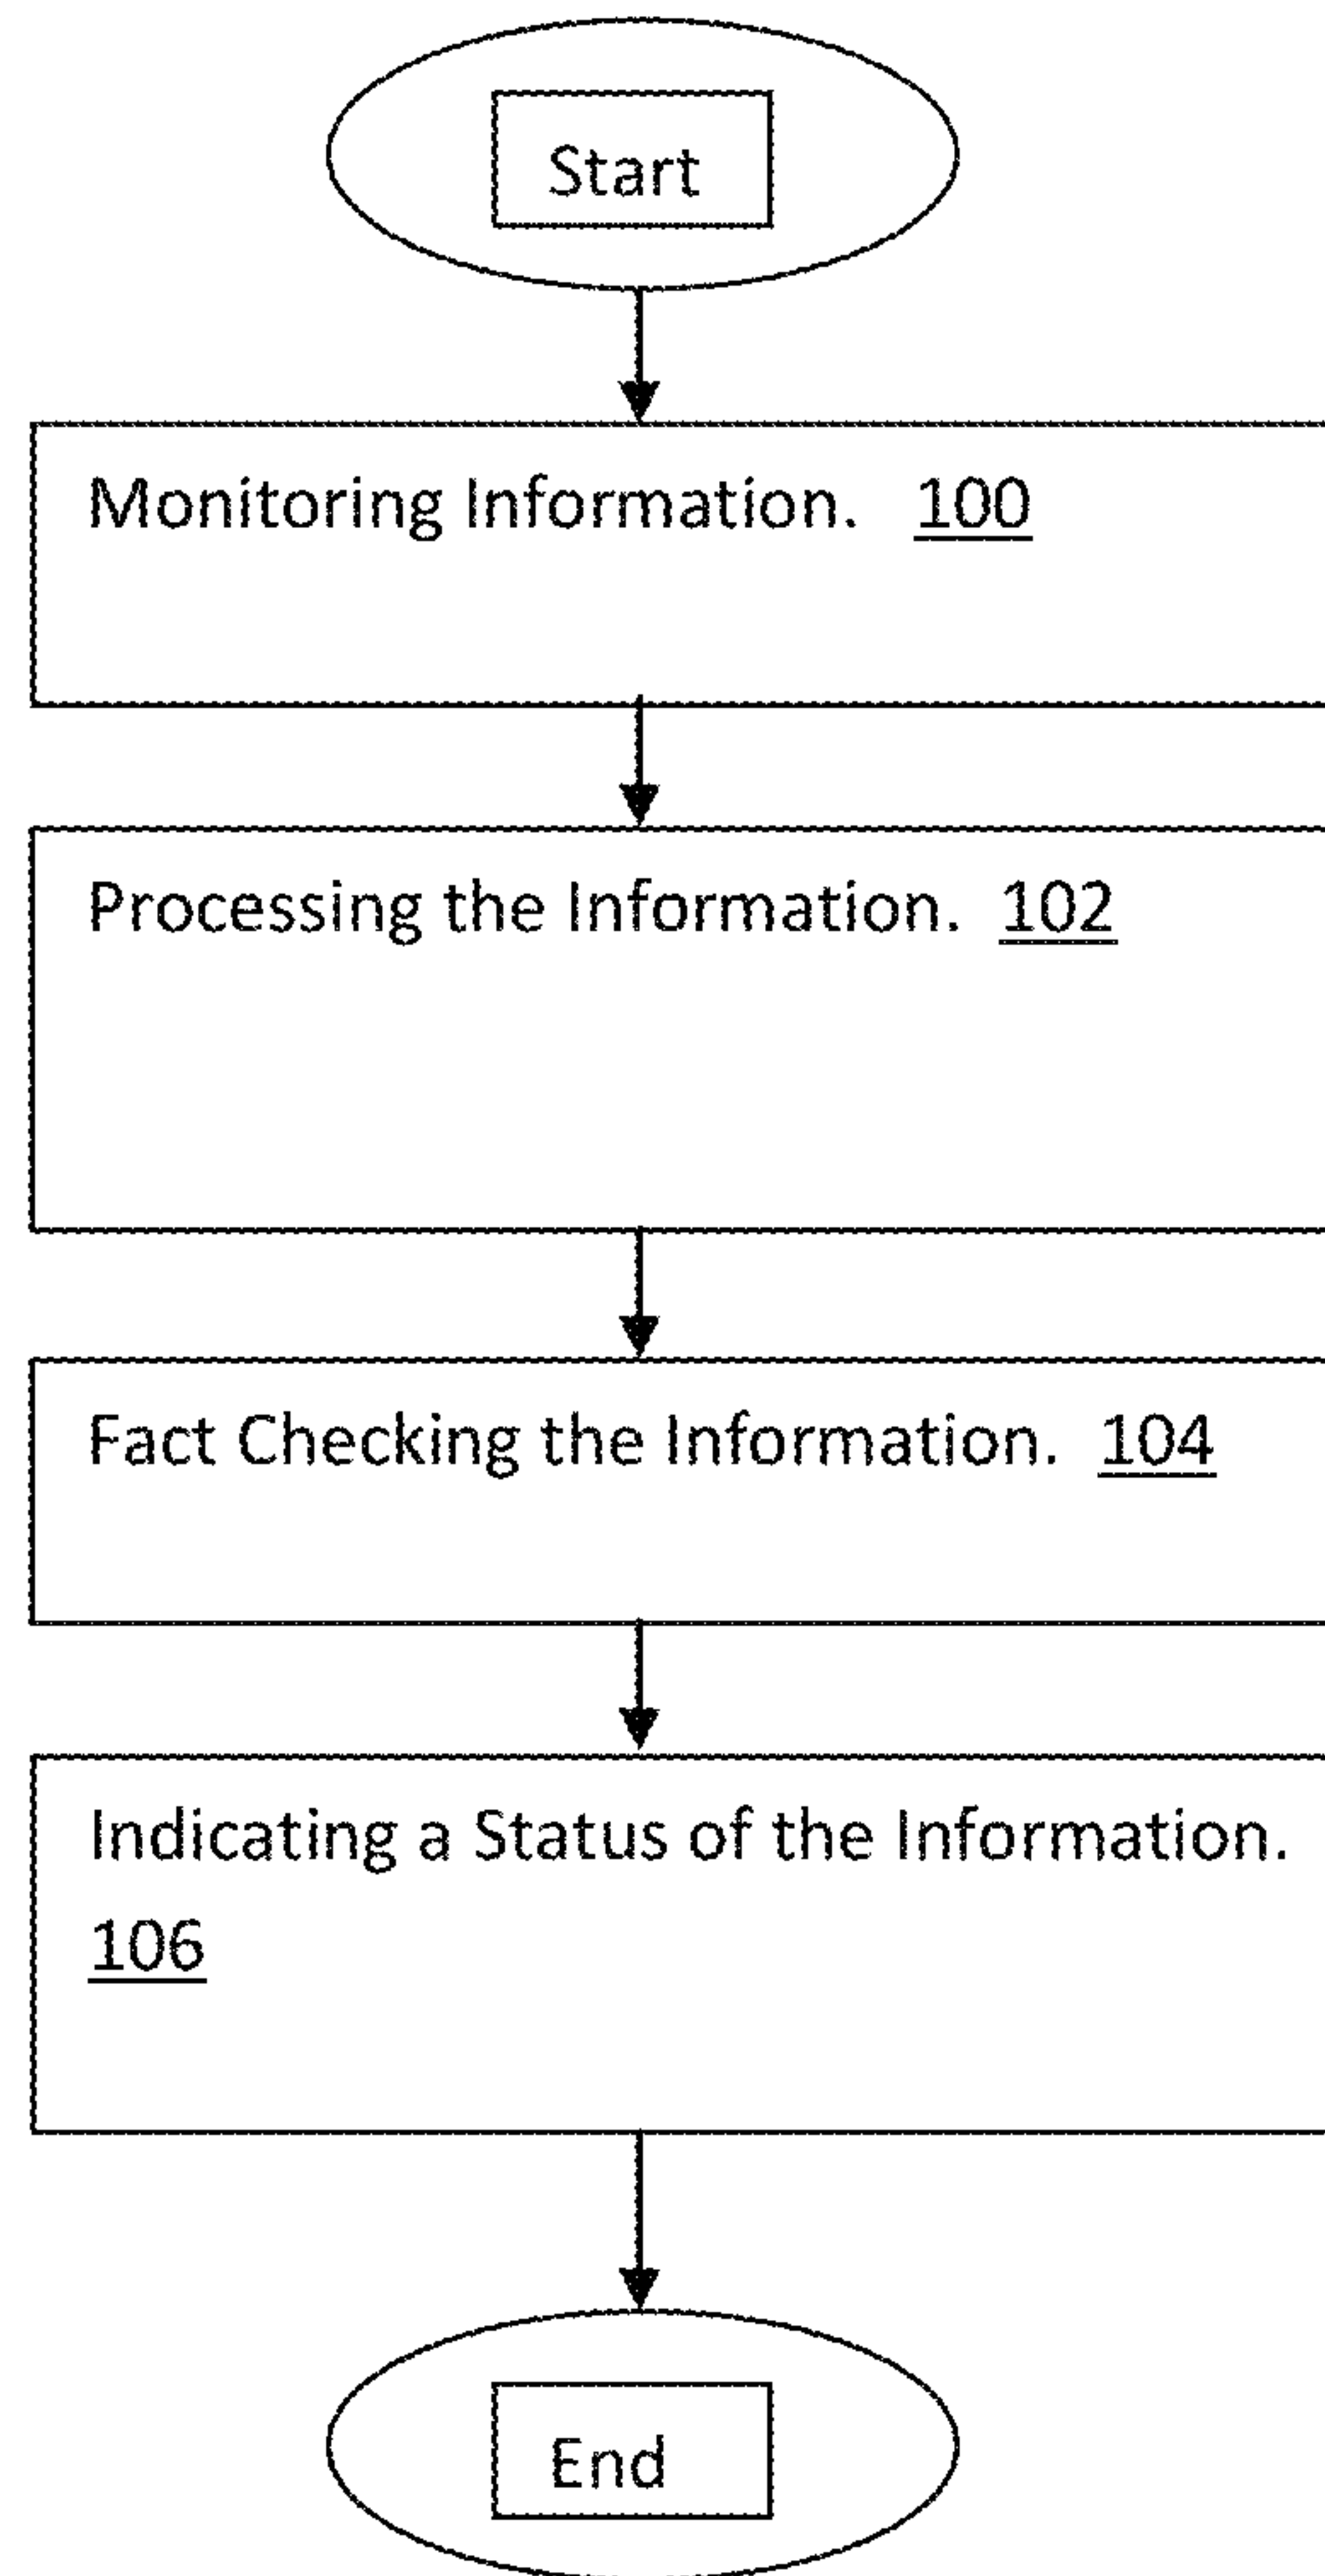 Start
Monitoring Information. 100
Processing the Information. 102
Fact Checking the Information. 104
Indicating a Status of the Information.
106
End